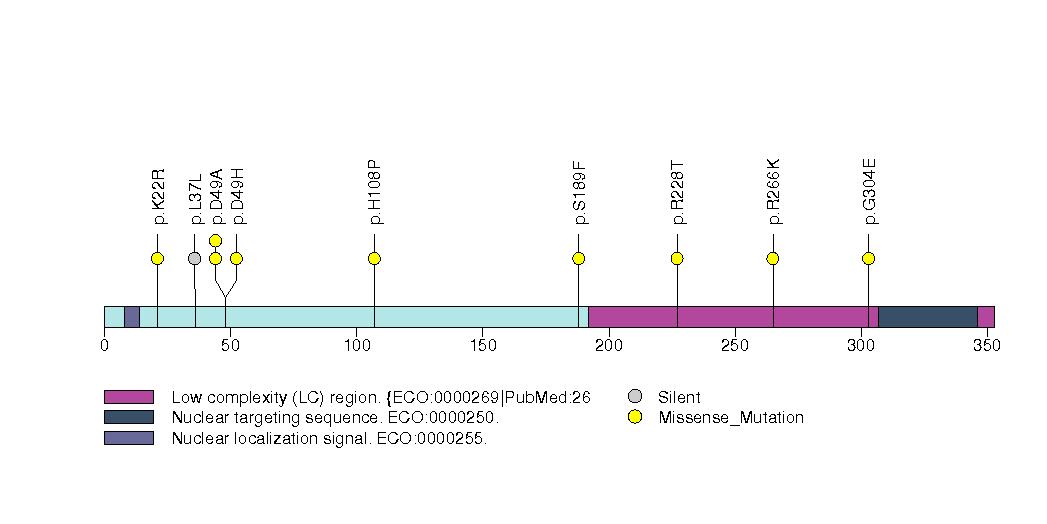 p.K22R
p.L37L
p.D49A
p.D49H
p.H108P
p.S189F
p.R228T
p.R266K
p.G304E
0 50 100 150 200 250 300 350
Low complexity (LC) region. {ECO:0000269|PubMed:26
Nuclear targeting sequence. ECO:0000250.
Nuclear localization signal. ECO:0000255.
Silent
Missense_Mutation